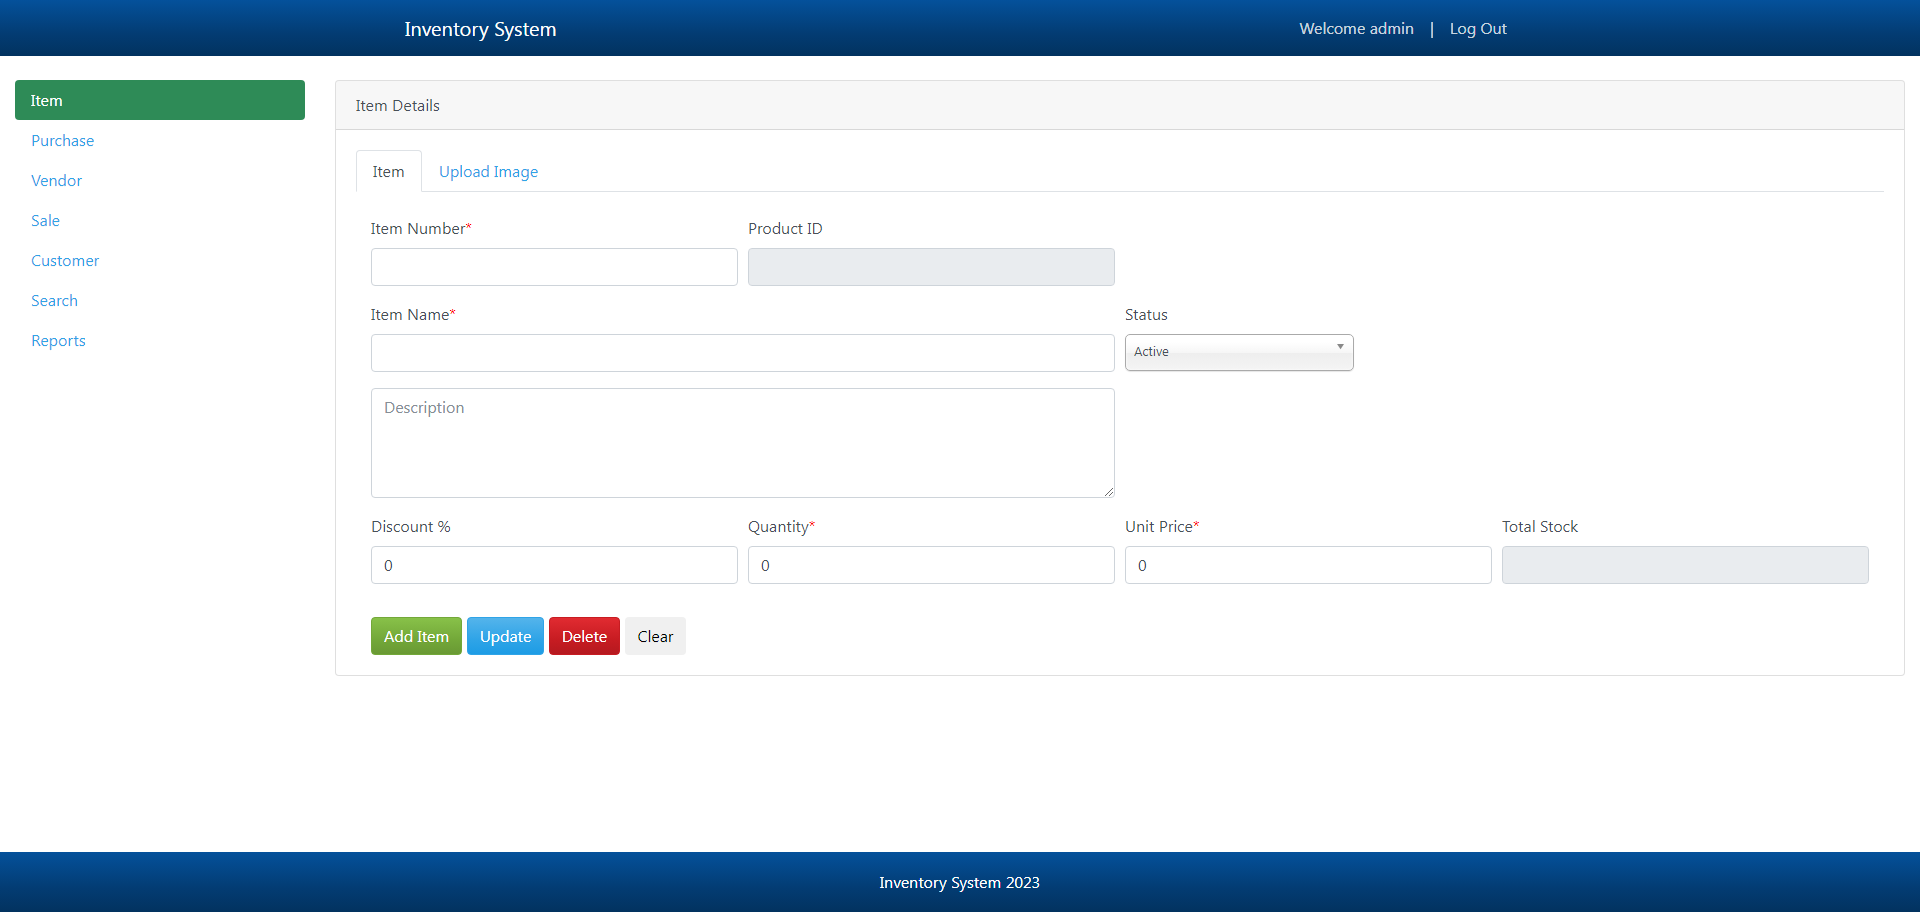 Inventory System
Welcome admin | Log Out
Item
Purchase
Vendor
Sale
Customer
Search
Reports
Item Details
Item Upload Image
Item Number* Product ID
Item Name* Status
Active
Description
Discount % Quantity* Unit Price* Total Stock
0 0 0
Add Item Update Delete Clear
Inventory System 2023